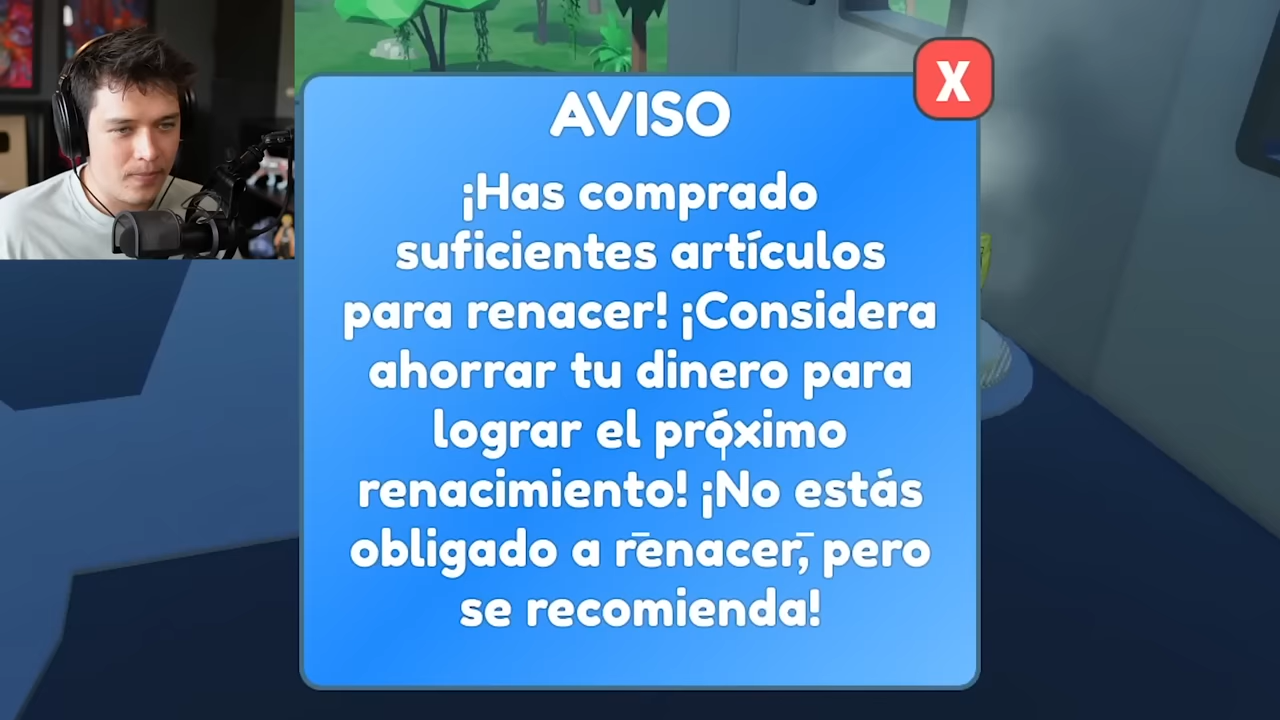 X
AVISO
¡Has comprado
suficientes artículos
para renacer! ¡Considera
ahorrar tu dinero para
lograr el próximo
renacimiento! ¡No estás
obligado a renacer, pero
se recomienda!